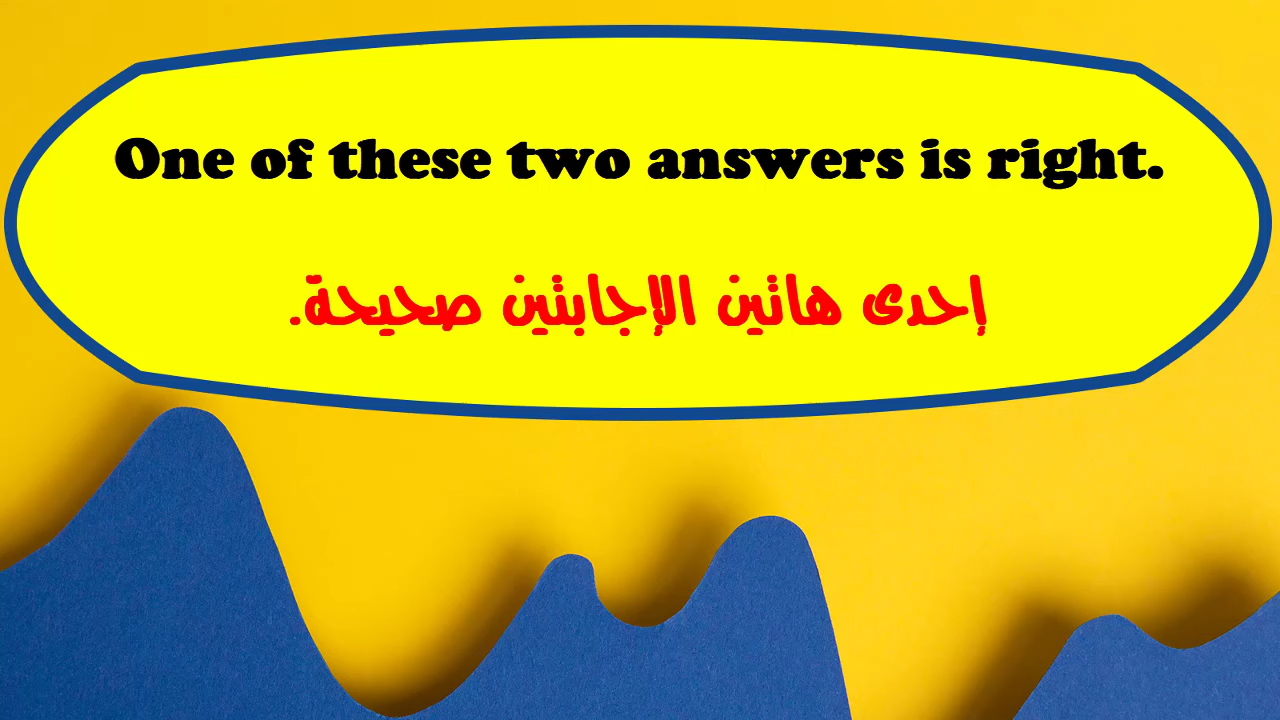 One of these two answers is right.
إحدى هاتين الإجابتين صحيحة.